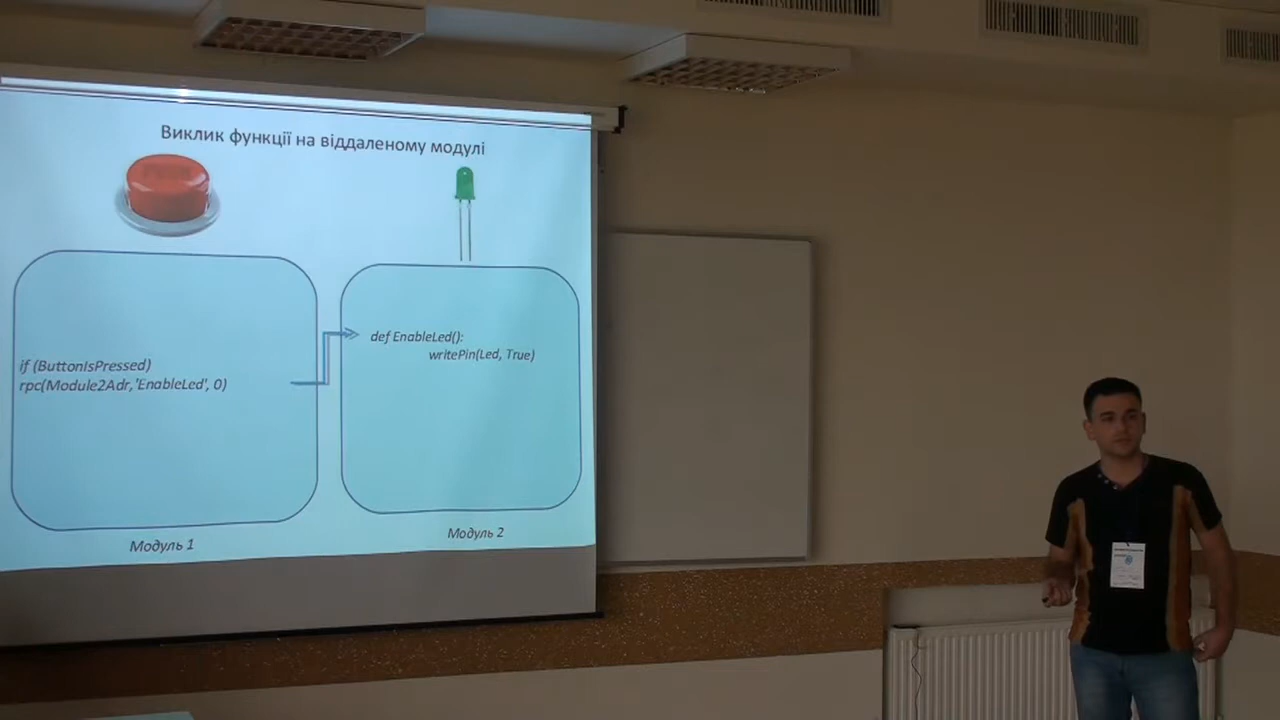 Виклик функції на віддаленому модулі
if (ButtonIsPressed)
rpc(Module2Adr,'EnableLed', 0)
def EnableLed():
writePin(Led, True)
Модуль 1
Модуль 2